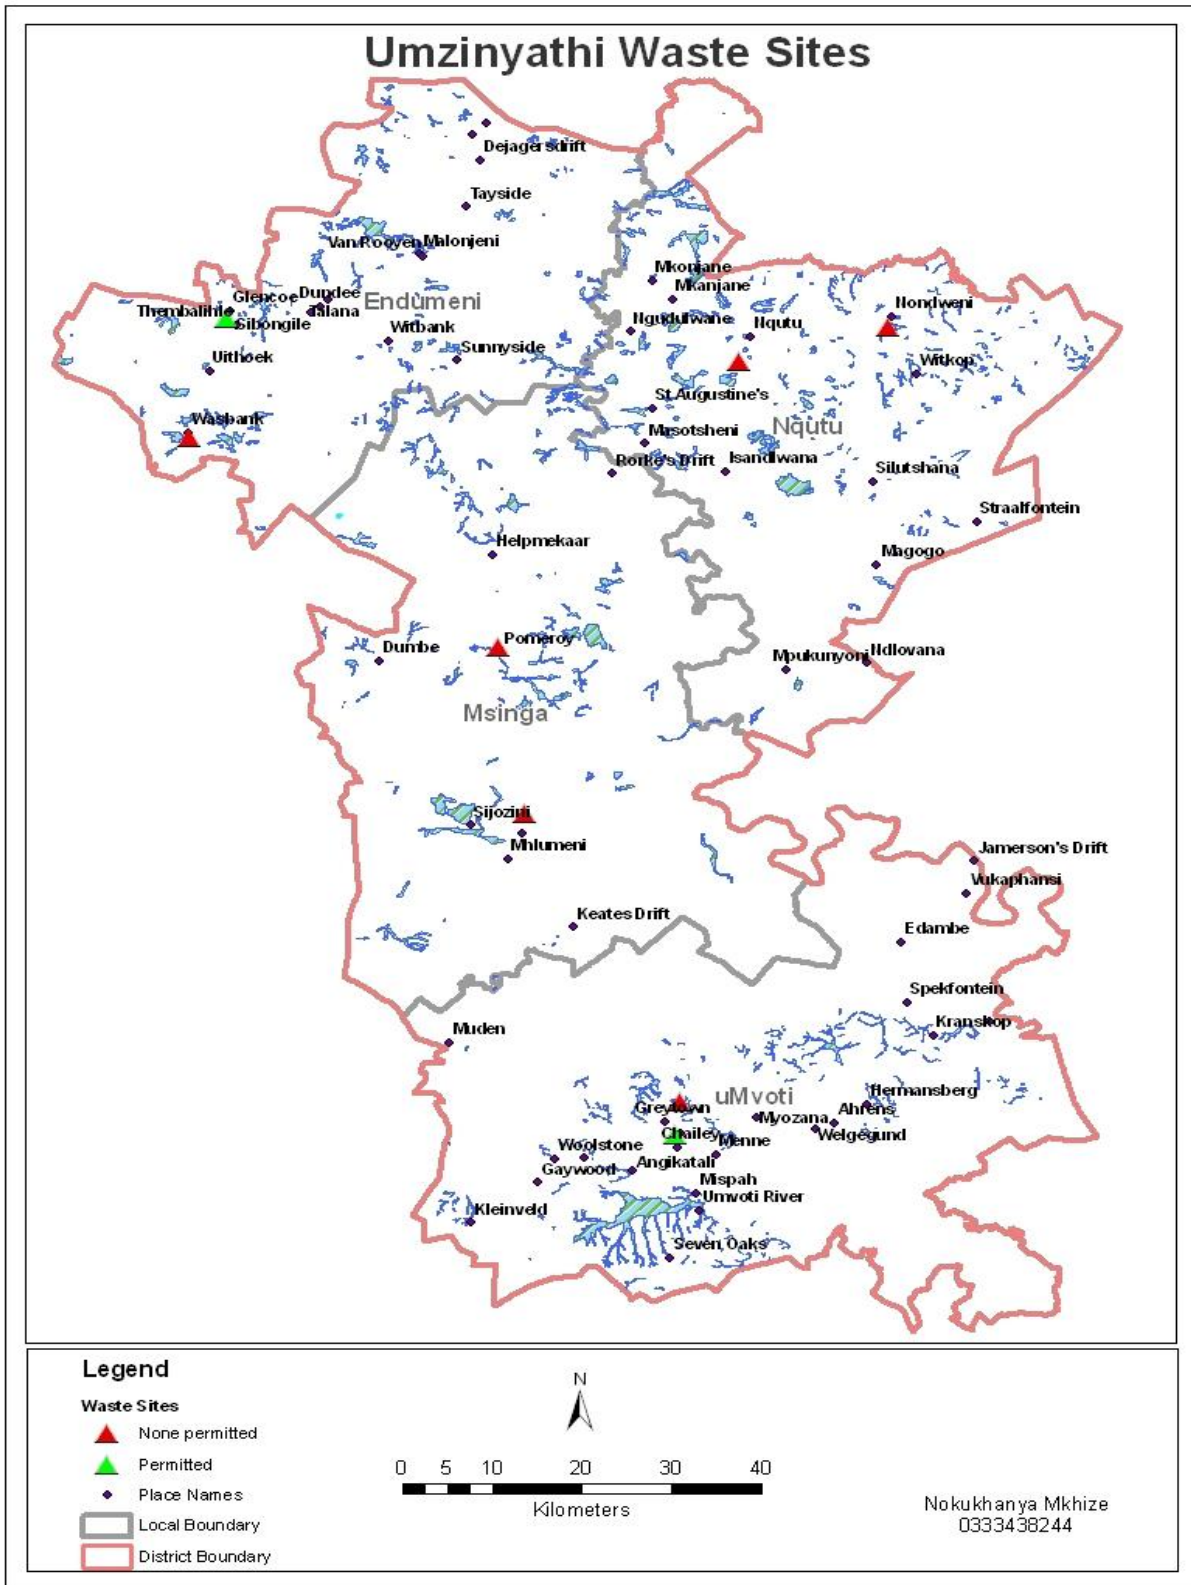 Umzinyathi Waste Sites
Dejagersdrift
Tayside
Van Rooyen
Malonjeni
Mkonjane
Mkanjane
Glencoe
Dundee
Endumeni
Nondweni
Thembalihle
Sibongile
Talana
Witbank
Ngudulwane
Nqutu
Uithoek
Sunnyside
Witkop
St Augustine's
Wasbank
Masotsheni
Nqutu
Rorke's Drift
Isandlwana
Silutshana
Straalfontein
Helpmekaar
Magogo
Dumbe
Pomeroy
Mpukunyoni
Ndlovana
Msinga
Sijozini
Mhlumeni
Jamerson's Drift
Vukaphansi
Keates Drift
Edambe
Spekfontein
Muden
Kranskop
Hermansberg
uMvoti
Greytown
Myozana
Ahrens
Chailey
Menne
Welgegund
Woolstone
Gaywood
Angikatali
Mispah
Umvoti River
Kleinveld
Seven Oaks
Legend
Waste Sites
None permitted
Permitted
Place Names
Local Boundary
District Boundary
N
0 5 10 20 30 40
Kilometers
Nokukhanya Mkhize
0333438244